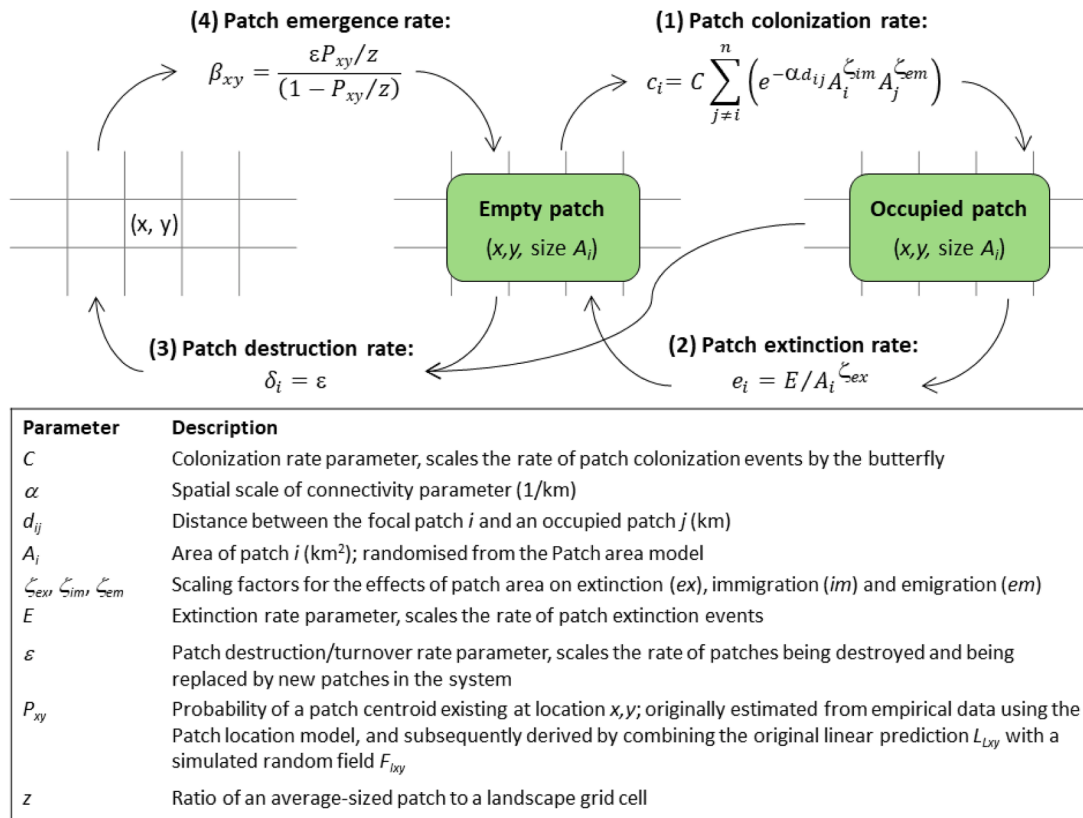 (4) Patch emergence rate:
β_xy = (εP_xy/z) / (1 − P_xy/z)
(1) Patch colonization rate:
c_i = C ∑_{j≠i}^{n} (e^{−αd_ij} A_i^{ζ_im} A_j^{ζ_em})
(x, y)
Empty patch
(x,y, size A_i)
Occupied patch
(x,y, size A_i)
(3) Patch destruction rate:
δ_i = ε
(2) Patch extinction rate:
e_i = E/A_i^{ζ_ex}
Parameter Description
C Colonization rate parameter, scales the rate of patch colonization events by the butterfly
α Spatial scale of connectivity parameter (1/km)
d_ij Distance between the focal patch i and an occupied patch j (km)
A_i Area of patch i (km²); randomised from the Patch area model
ζ_ex, ζ_im, ζ_em Scaling factors for the effects of patch area on extinction (ex), immigration (im) and emigration (em)
E Extinction rate parameter, scales the rate of patch extinction events
ε Patch destruction/turnover rate parameter, scales the rate of patches being destroyed and being
replaced by new patches in the system
P_xy Probability of a patch centroid existing at location x,y; originally estimated from empirical data using the
Patch location model, and subsequently derived by combining the original linear prediction L_Lxy with a
simulated random field F_lxy
z Ratio of an average-sized patch to a landscape grid cell